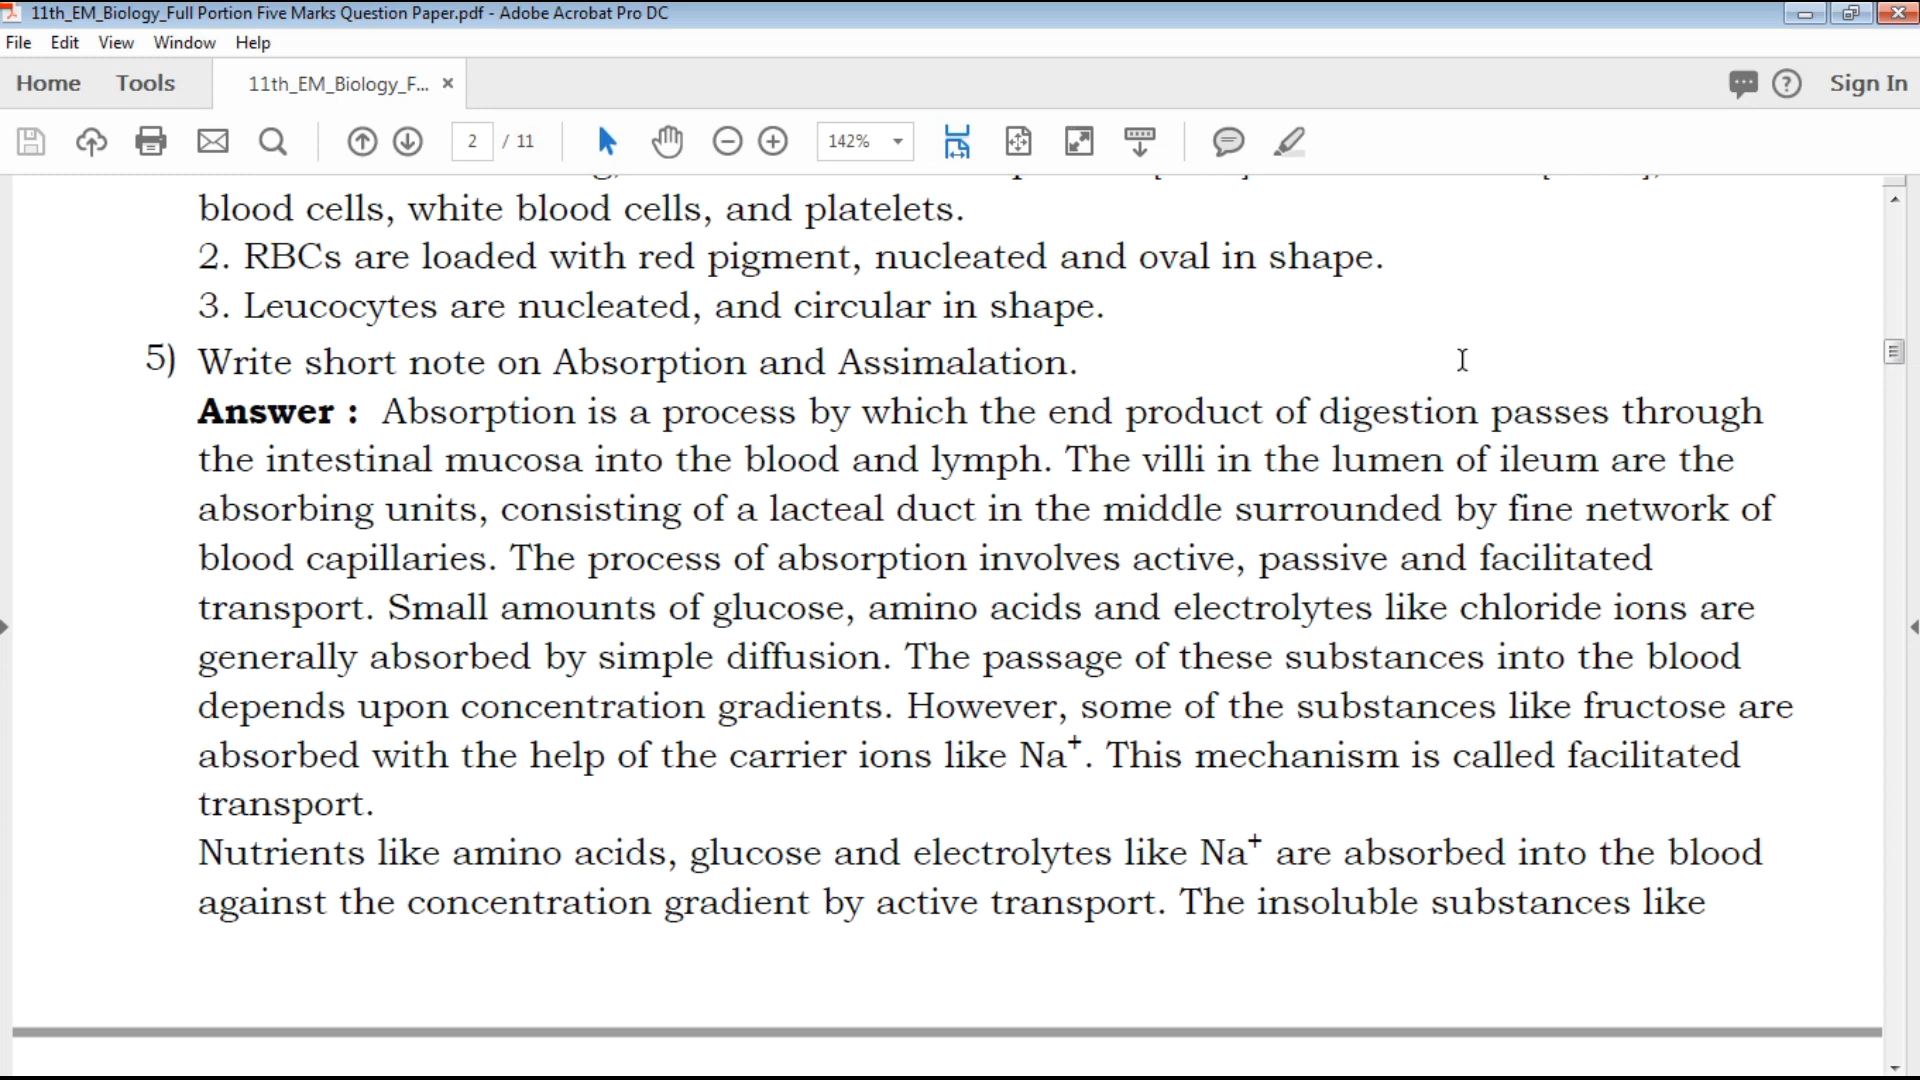 11th_EM_Biology_Full Portion Five Marks Question Paper.pdf - Adobe Acrobat Pro DC
File Edit View Window Help
Home Tools 11th_EM_Biology_F... × Sign In
2 / 11 142%
blood cells, white blood cells, and platelets.
2. RBCs are loaded with red pigment, nucleated and oval in shape.
3. Leucocytes are nucleated, and circular in shape.
5) Write short note on Absorption and Assimalation.
Answer : Absorption is a process by which the end product of digestion passes through
the intestinal mucosa into the blood and lymph. The villi in the lumen of ileum are the
absorbing units, consisting of a lacteal duct in the middle surrounded by fine network of
blood capillaries. The process of absorption involves active, passive and facilitated
transport. Small amounts of glucose, amino acids and electrolytes like chloride ions are
generally absorbed by simple diffusion. The passage of these substances into the blood
depends upon concentration gradients. However, some of the substances like fructose are
absorbed with the help of the carrier ions like Na⁺. This mechanism is called facilitated
transport.
Nutrients like amino acids, glucose and electrolytes like Na⁺ are absorbed into the blood
against the concentration gradient by active transport. The insoluble substances like